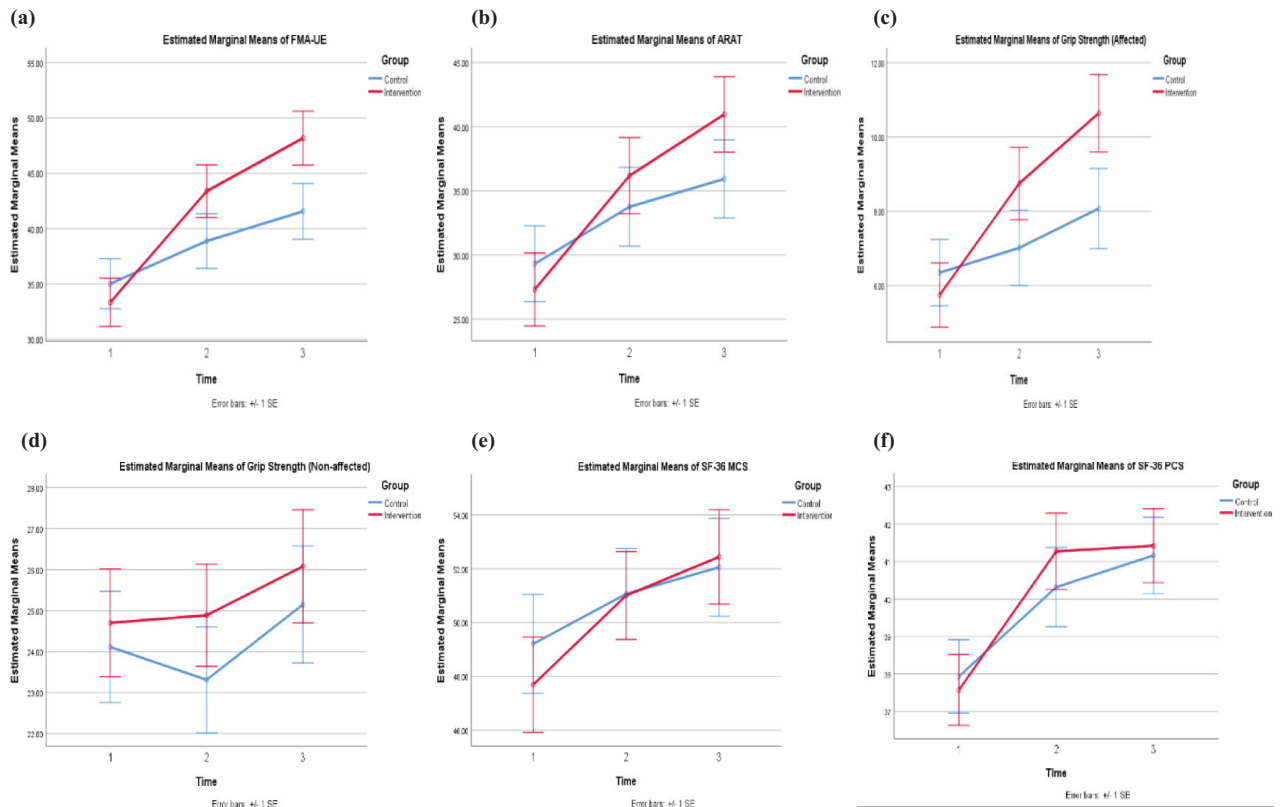 (a)
Estimated Marginal Means of FMA-UE
Group
Control
Intervention
Estimated Marginal Means
55.00
50.00
45.00
40.00
35.00
30.00
1 2 3
Time
Error bars: +/- 1 SE
(b)
Estimated Marginal Means of ARAT
Group
Control
Intervention
Estimated Marginal Means
45.00
40.00
35.00
30.00
25.00
1 2 3
Time
Error bars: +/- 1 SE
(c)
Estimated Marginal Means of Grip Strength (Affected)
Group
Control
Intervention
Estimated Marginal Means
12.00
10.00
8.00
6.00
1 2 3
Time
Error bars: +/- 1 SE
(d)
Estimated Marginal Means of Grip Strength (Non-affected)
Group
Control
Intervention
Estimated Marginal Means
28.00
27.00
26.00
25.00
24.00
23.00
22.00
1 2 3
Time
Error bars: +/- 1 SE
(e)
Estimated Marginal Means of SF-36 MCS
Group
Control
Intervention
Estimated Marginal Means
54.00
52.00
50.00
48.00
46.00
1 2 3
Time
Error bars: +/- 1 SE
(f)
Estimated Marginal Means of SF-36 PCS
Group
Control
Intervention
Estimated Marginal Means
43
42
41
40
39
38
37
1 2 3
Time
Error bars: +/- 1 SE